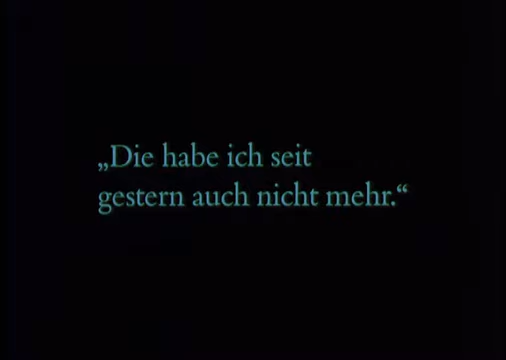 „Die habe ich seit
gestern auch nicht mehr.“